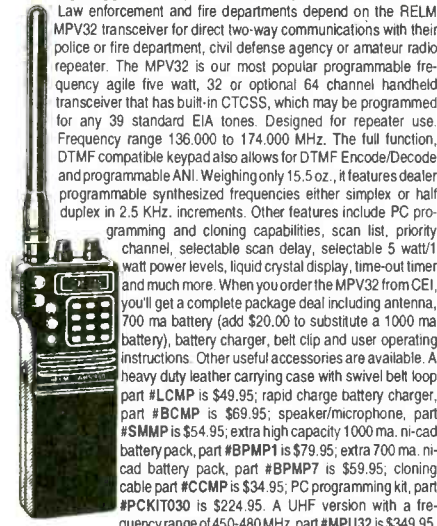 Law enforcement and fire departments depend on the RELM
MPV32 transceiver for direct two-way communications with their
police or fire department, civil defense agency or amateur radio
repeater. The MPV32 is our most popular programmable fre-
quency agile five watt, 32 or optional 64 channel handheld
transceiver that has built-in CTCSS, which may be programmed
for any 39 standard EIA tones. Designed for repeater use.
Frequency range 136.000 to 174.000 MHz. The full function,
DTMF compatible keypad also allows for DTMF Encode/Decode
and programmable ANI. Weighing only 15.5 oz., it features dealer
programmable synthesized frequencies either simplex or half
duplex in 2.5 KHz. increments. Other features include PC pro-
gramming and cloning capabilities, scan list, priority
channel, selectable scan delay, selectable 5 watt/1
watt power levels, liquid crystal display, time-out timer
and much more. When you order the MPV32 from CEI,
you'll get a complete package deal including antenna,
700 ma battery (add $20.00 to substitute a 1000 ma
battery), battery charger, belt clip and user operating
instructions. Other useful accessories are available. A
heavy duty leather carrying case with swivel belt loop
part #LCMP is $49.95; rapid charge battery charger,
part #BCMP is $69.95; speaker/microphone, part
#SMMP is $54.95; extra high capacity 1000 ma. ni-cad
battery pack, part #BPMP1 is $79.95; extra 700 ma. ni-
cad battery pack, part #BPMP7 is $59.95; cloning
cable part #CCMP is $34.95; PC programming kit, part
#PCKIT030 is $224.95. A UHF version with a fre-
quency range of 450-480 MHz. part #MPU32 is $349.95